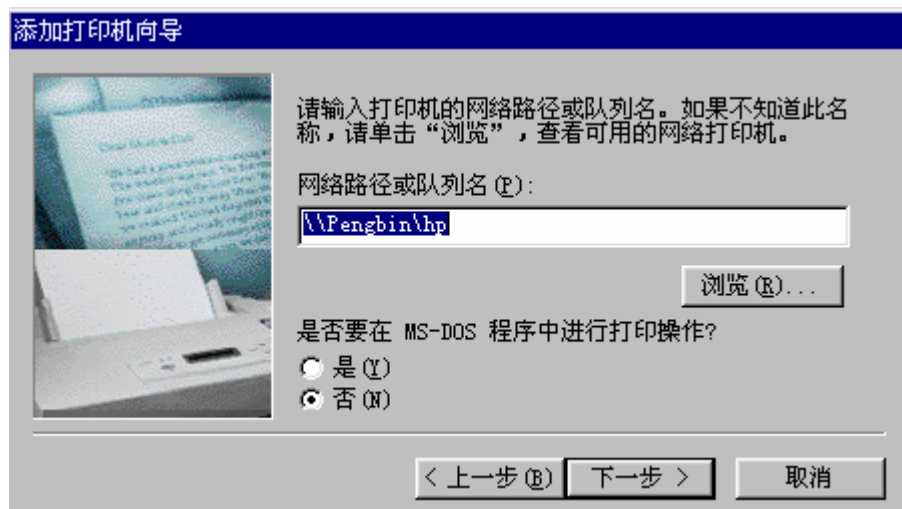 添加打印机向导
请输入打印机的网络路径或队列名。如果不知道此名
称，请单击“浏览”，查看可用的网络打印机。
网络路径或队列名(P):
\\Pengbin\hp
浏览(R)...
是否要在 MS-DOS 程序中进行打印操作?
是(Y)
否(N)
< 上一步(B) 下一步 > 取消